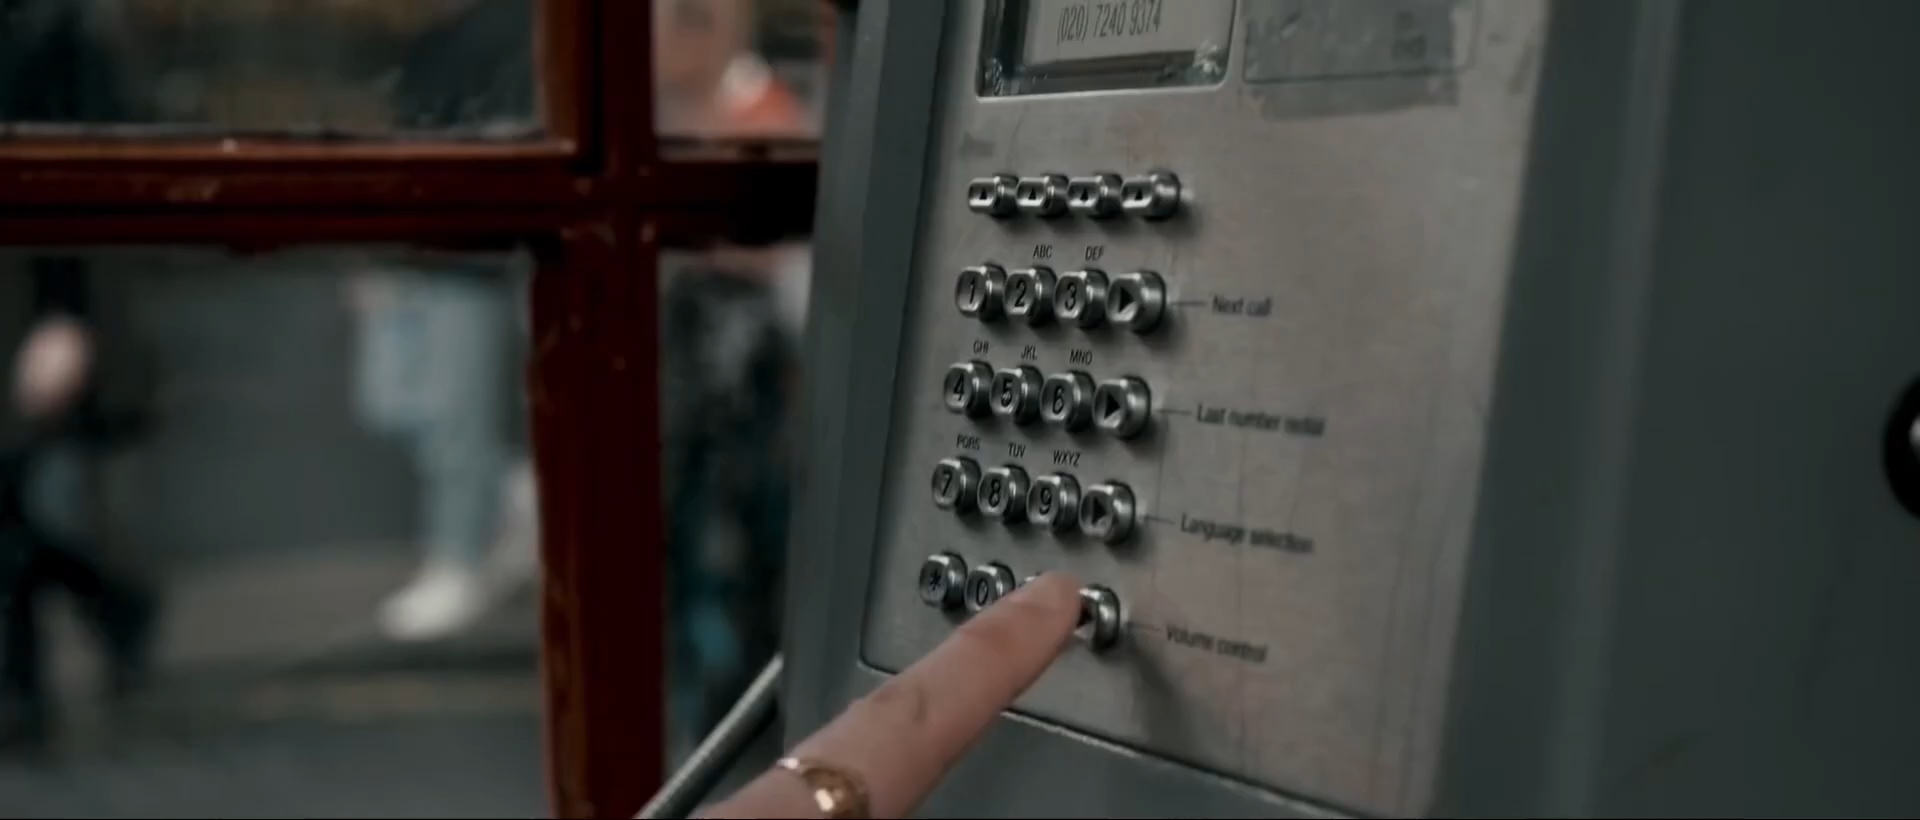 (020) 7240 9374
ABC DEF
1 2 3 Next call
GHI JKL MNO
4 5 6 Last number redial
PQRS TUV WXYZ
7 8 9 Language selection
* 0 Volume control